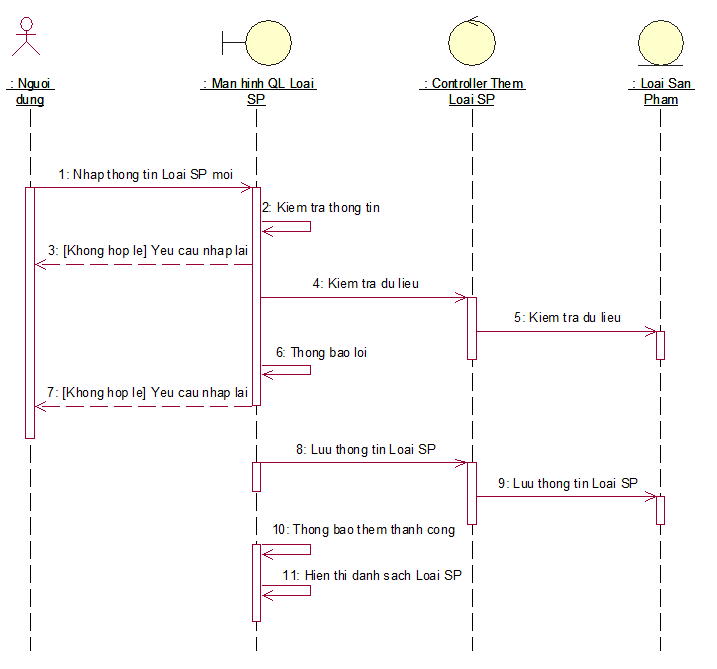 : Nguoi
dung
: Man hinh QL Loai
SP
: Controller Them
Loai SP
: Loai San
Pham
1: Nhap thong tin Loai SP moi
2: Kiem tra thong tin
3: [Khong hop le] Yeu cau nhap lai
4: Kiem tra du lieu
5: Kiem tra du lieu
6: Thong bao loi
7: [Khong hop le] Yeu cau nhap lai
8: Luu thong tin Loai SP
9: Luu thong tin Loai SP
10: Thong bao them thanh cong
11: Hien thi danh sach Loai SP